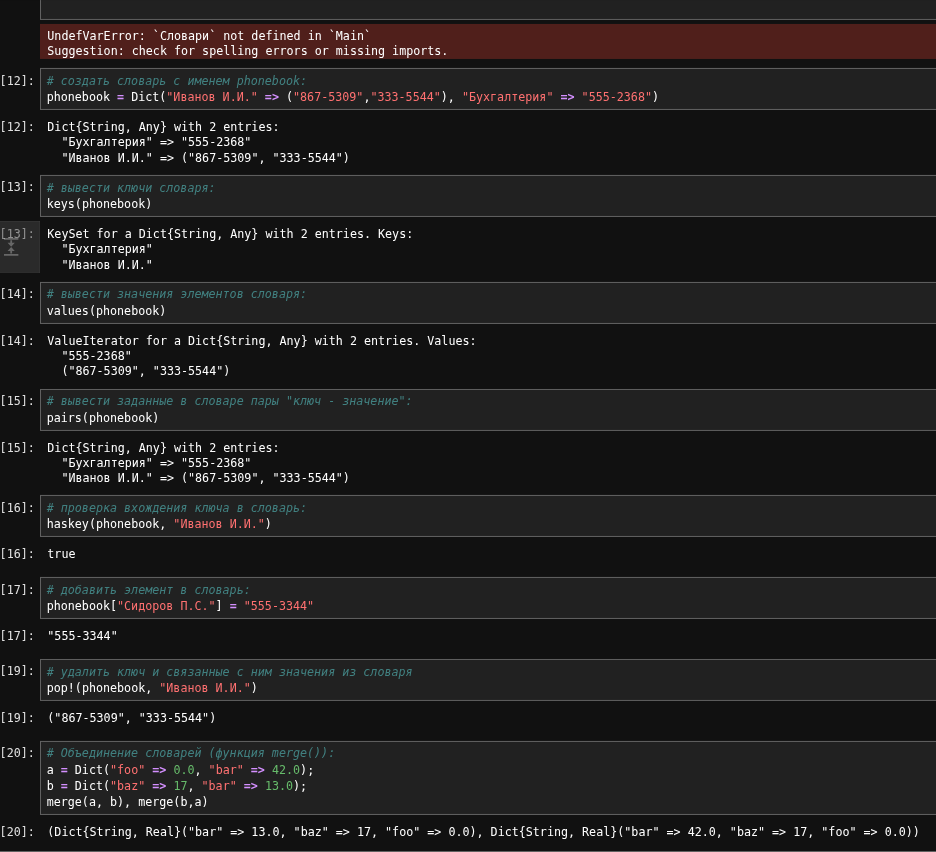 UndefVarError: `Словари` not defined in `Main`
Suggestion: check for spelling errors or missing imports.
[12]: # создать словарь с именем phonebook:
phonebook = Dict("Иванов И.И." => ("867-5309","333-5544"), "Бухгалтерия" => "555-2368")
[12]: Dict{String, Any} with 2 entries:
  "Бухгалтерия" => "555-2368"
  "Иванов И.И." => ("867-5309", "333-5544")
[13]: # вывести ключи словаря:
keys(phonebook)
[13]: KeySet for a Dict{String, Any} with 2 entries. Keys:
  "Бухгалтерия"
  "Иванов И.И."
[14]: # вывести значения элементов словаря:
values(phonebook)
[14]: ValueIterator for a Dict{String, Any} with 2 entries. Values:
  "555-2368"
  ("867-5309", "333-5544")
[15]: # вывести заданные в словаре пары "ключ - значение":
pairs(phonebook)
[15]: Dict{String, Any} with 2 entries:
  "Бухгалтерия" => "555-2368"
  "Иванов И.И." => ("867-5309", "333-5544")
[16]: # проверка вхождения ключа в словарь:
haskey(phonebook, "Иванов И.И.")
[16]: true
[17]: # добавить элемент в словарь:
phonebook["Сидоров П.С."] = "555-3344"
[17]: "555-3344"
[19]: # удалить ключ и связанные с ним значения из словаря
pop!(phonebook, "Иванов И.И.")
[19]: ("867-5309", "333-5544")
[20]: # Объединение словарей (функция merge()):
a = Dict("foo" => 0.0, "bar" => 42.0);
b = Dict("baz" => 17, "bar" => 13.0);
merge(a, b), merge(b,a)
[20]: (Dict{String, Real}("bar" => 13.0, "baz" => 17, "foo" => 0.0), Dict{String, Real}("bar" => 42.0, "baz" => 17, "foo" => 0.0))